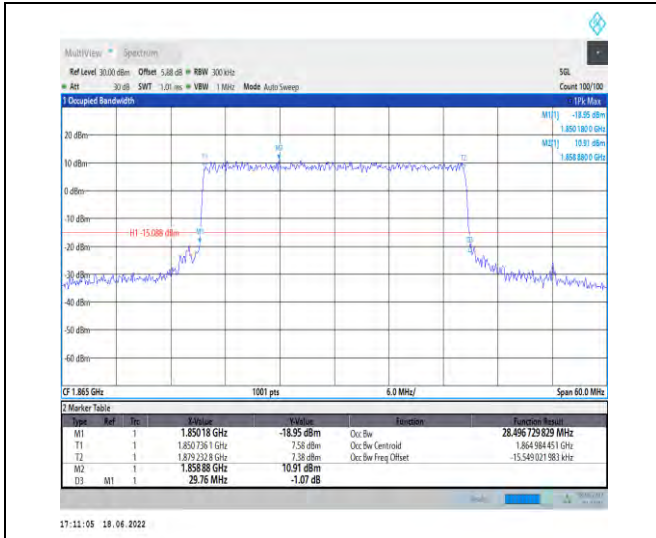 MultiView Spectrum
Ref Level 30.00 dBm Offset 5.88 dB RBW 300 kHz SGL
Att 30 dB SWT 1.01 ms VBW 1 MHz Mode Auto Sweep Count 100/100
1 Occupied Bandwidth 1Pk Max
M1[1] -18.95 dBm
1.850 180 0 GHz
M2[1] 10.91 dBm
1.858 880 0 GHz
20 dBm
M2
T1 T2
10 dBm
0 dBm
-10 dBm
H1 -15.088 dBm M1
D3
-20 dBm
-30 dBm
-40 dBm
-50 dBm
-60 dBm
CF 1.865 GHz 1001 pts 6.0 MHz/ Span 60.0 MHz
2 Marker Table
Type Ref Trc X-Value Y-Value Function Function Result
M1 1 1.85018 GHz -18.95 dBm Occ Bw 28.496 729 829 MHz
T1 1 1.850 736 1 GHz 7.58 dBm Occ Bw Centroid 1.864 984 451 GHz
T2 1 1.879 232 8 GHz 7.38 dBm Occ Bw Freq Offset -15.549 021 983 kHz
M2 1 1.858 88 GHz 10.91 dBm
D3 M1 1 29.76 MHz -1.07 dB
17:11:05 18.06.2022